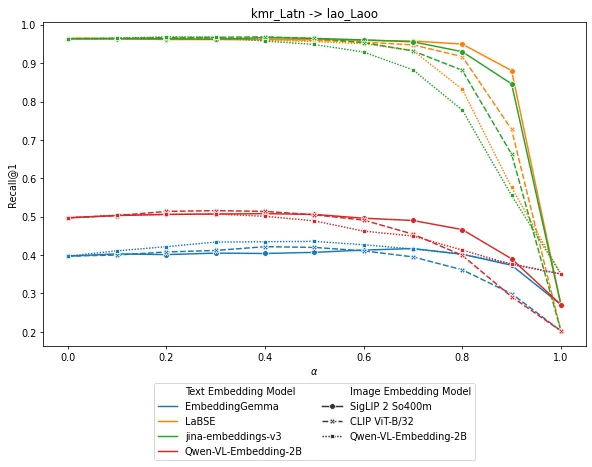 kmr_Latn -> lao_Laoo
Recall@1
1.0
0.9
0.8
0.7
0.6
0.5
0.4
0.3
0.2
0.0
0.2
0.4
0.6
0.8
1.0
α
Text Embedding Model
EmbeddingGemma
LaBSE
jina-embeddings-v3
Qwen-VL-Embedding-2B
Image Embedding Model
SigLIP 2 So400m
CLIP ViT-B/32
Qwen-VL-Embedding-2B